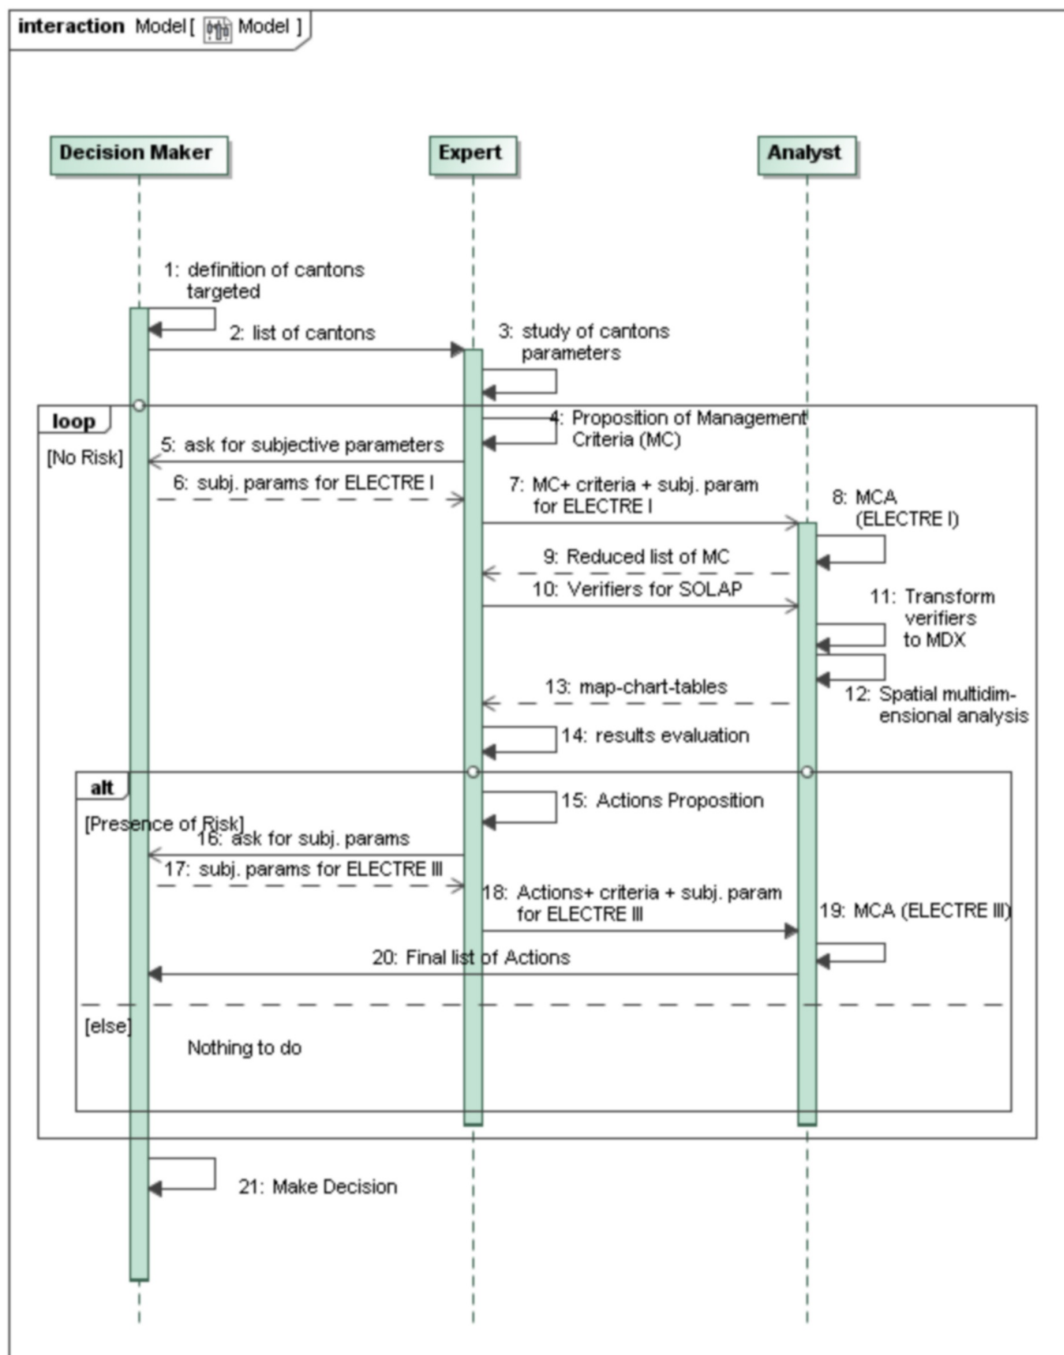 interaction Model [ Model ]
Decision Maker
Expert
Analyst
1: definition of cantons
targeted
2: list of cantons
3: study of cantons
parameters
loop
[No Risk]
4: Proposition of Management
Criteria (MC)
5: ask for subjective parameters
6: subj. params for ELECTRE I
7: MC+ criteria + subj. param
for ELECTRE I
8: MCA
(ELECTRE I)
9: Reduced list of MC
10: Verifiers for SOLAP
11: Transform
verifiers
to MDX
12: Spatial multidim-
ensional analysis
13: map-chart-tables
14: results evaluation
alt
[Presence of Risk]
15: Actions Proposition
16: ask for subj. params
17: subj. params for ELECTRE III
18: Actions+ criteria + subj. param
for ELECTRE III
19: MCA (ELECTRE III)
20: Final list of Actions
[else]
Nothing to do
21: Make Decision